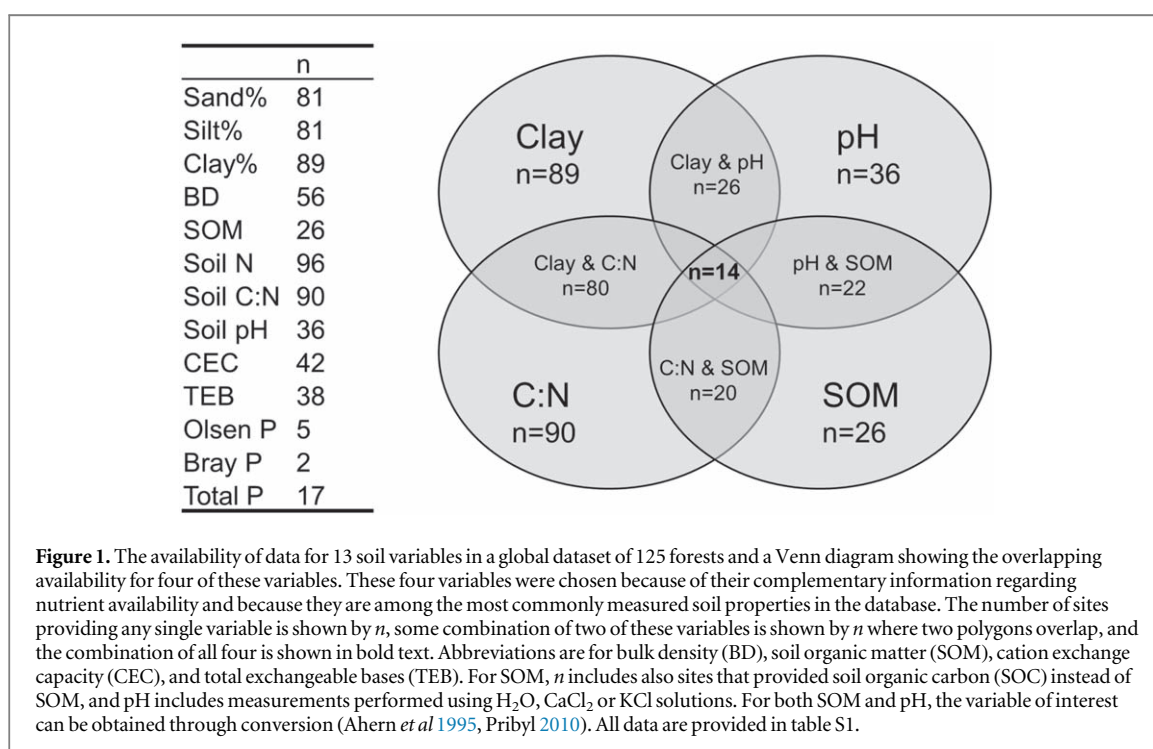 n
Sand% 81
Silt% 81
Clay% 89
BD 56
SOM 26
Soil N 96
Soil C:N 90
Soil pH 36
CEC 42
TEB 38
Olsen P 5
Bray P 2
Total P 17
Clay
n=89
Clay & pH
n=26
pH
n=36
Clay & C:N
n=80
n=14
pH & SOM
n=22
C:N
n=90
C:N & SOM
n=20
SOM
n=26
Figure 1. The availability of data for 13 soil variables in a global dataset of 125 forests and a Venn diagram showing the overlapping
availability for four of these variables. These four variables were chosen because of their complementary information regarding
nutrient availability and because they are among the most commonly measured soil properties in the database. The number of sites
providing any single variable is shown by n, some combination of two of these variables is shown by n where two polygons overlap, and
the combination of all four is shown in bold text. Abbreviations are for bulk density (BD), soil organic matter (SOM), cation exchange
capacity (CEC), and total exchangeable bases (TEB). For SOM, n includes also sites that provided soil organic carbon (SOC) instead of
SOM, and pH includes measurements performed using H₂O, CaCl₂ or KCl solutions. For both SOM and pH, the variable of interest
can be obtained through conversion (Ahern et al 1995, Pribyl 2010). All data are provided in table S1.